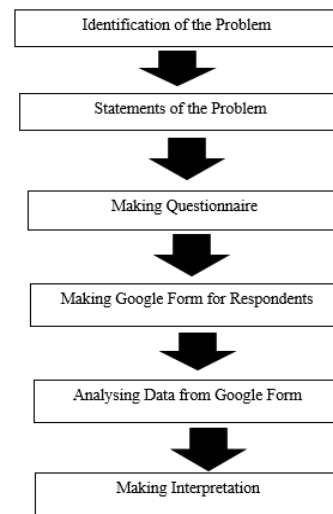 Identification of the Problem
Statements of the Problem
Making Questionnaire
Making Google Form for Respondents
Analysing Data from Google Form
Making Interpretation